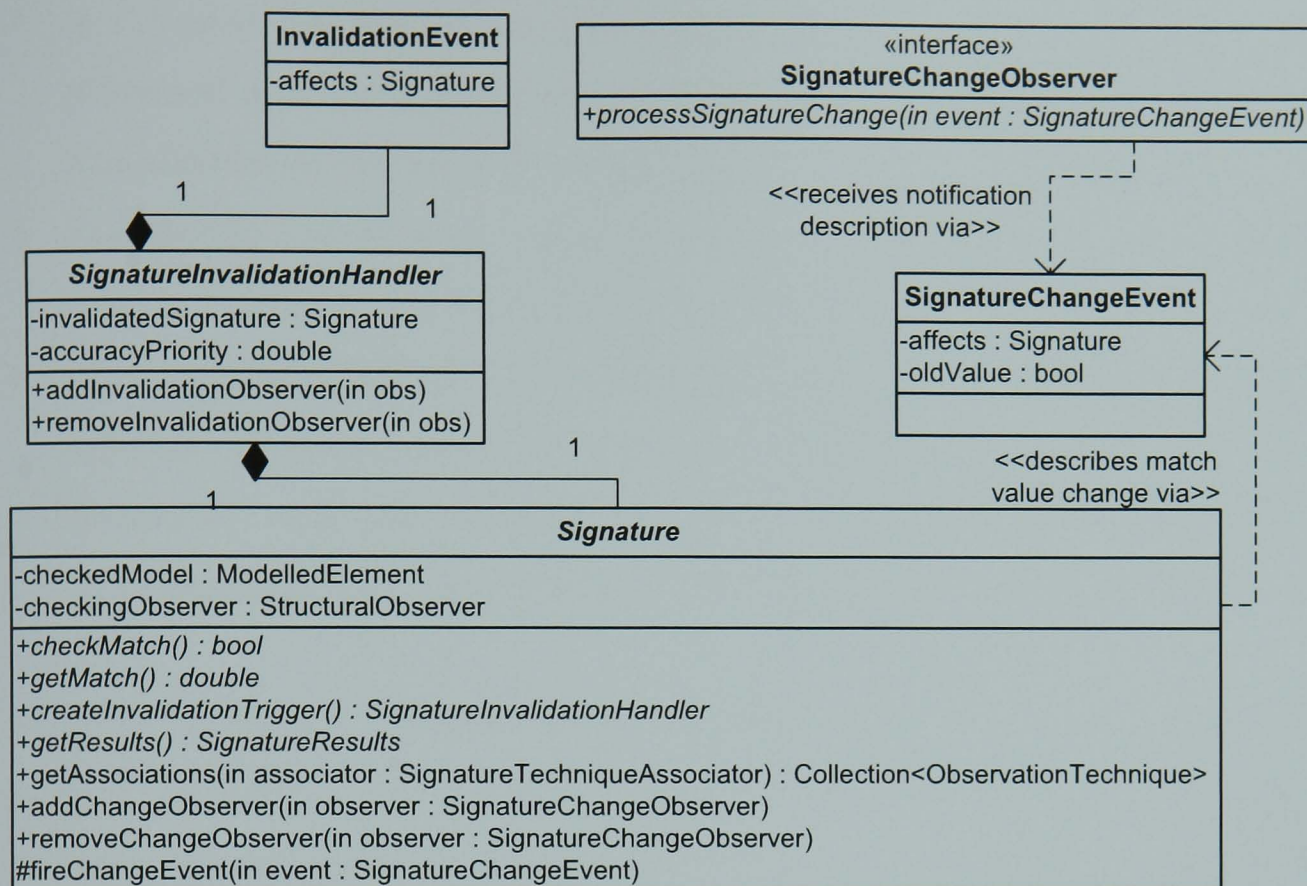 InvalidationEvent
-affects : Signature
«interface»
SignatureChangeObserver
+processSignatureChange(in event : SignatureChangeEvent)
1
1
<<receives notification
description via>>
SignatureInvalidationHandler
-invalidatedSignature : Signature
-accuracyPriority : double
+addInvalidationObserver(in obs)
+removeInvalidationObserver(in obs)
SignatureChangeEvent
-affects : Signature
-oldValue : bool
1
1
<<describes match
value change via>>
Signature
-checkedModel : ModelledElement
-checkingObserver : StructuralObserver
+checkMatch() : bool
+getMatch() : double
+createInvalidationTrigger() : SignatureInvalidationHandler
+getResults() : SignatureResults
+getAssociations(in associator : SignatureTechniqueAssociator) : Collection<ObservationTechnique>
+addChangeObserver(in observer : SignatureChangeObserver)
+removeChangeObserver(in observer : SignatureChangeObserver)
#fireChangeEvent(in event : SignatureChangeEvent)